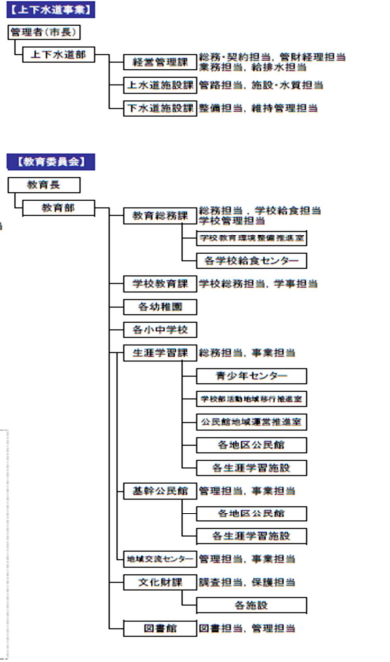 【上下水道事業】
管理者(市長)
上下水道部
経営管理課 総務・契約担当, 管財経理担当
業務担当, 給排水担当
上水道施設課 管路担当, 施設・水質担当
下水道施設課 整備担当, 維持管理担当
【教育委員会】
教育長
教育部
教育総務課 総務担当, 学校給食担当
学校管理担当
学校教育環境整備推進室
各学校給食センター
学校教育課 学校総務担当, 学事担当
各幼稚園
各小中学校
生涯学習課 総務担当, 事業担当
青少年センター
学校部活動地域移行推進室
公民館地域運営推進室
各地区公民館
各生涯学習施設
基幹公民館 管理担当, 事業担当
各地区公民館
各生涯学習施設
地域交流センター 管理担当, 事業担当
文化財課 調査担当, 保護担当
各施設
図書館 図書担当, 管理担当